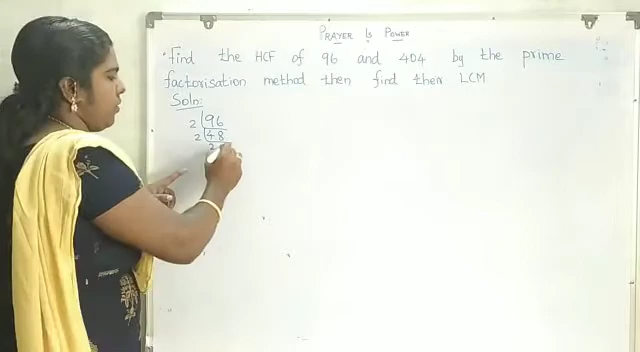 PRAYER IS POWER
Find the HCF of 96 and 404 by the prime
factorisation method then find their LCM
Soln:
2 96
2 48
2